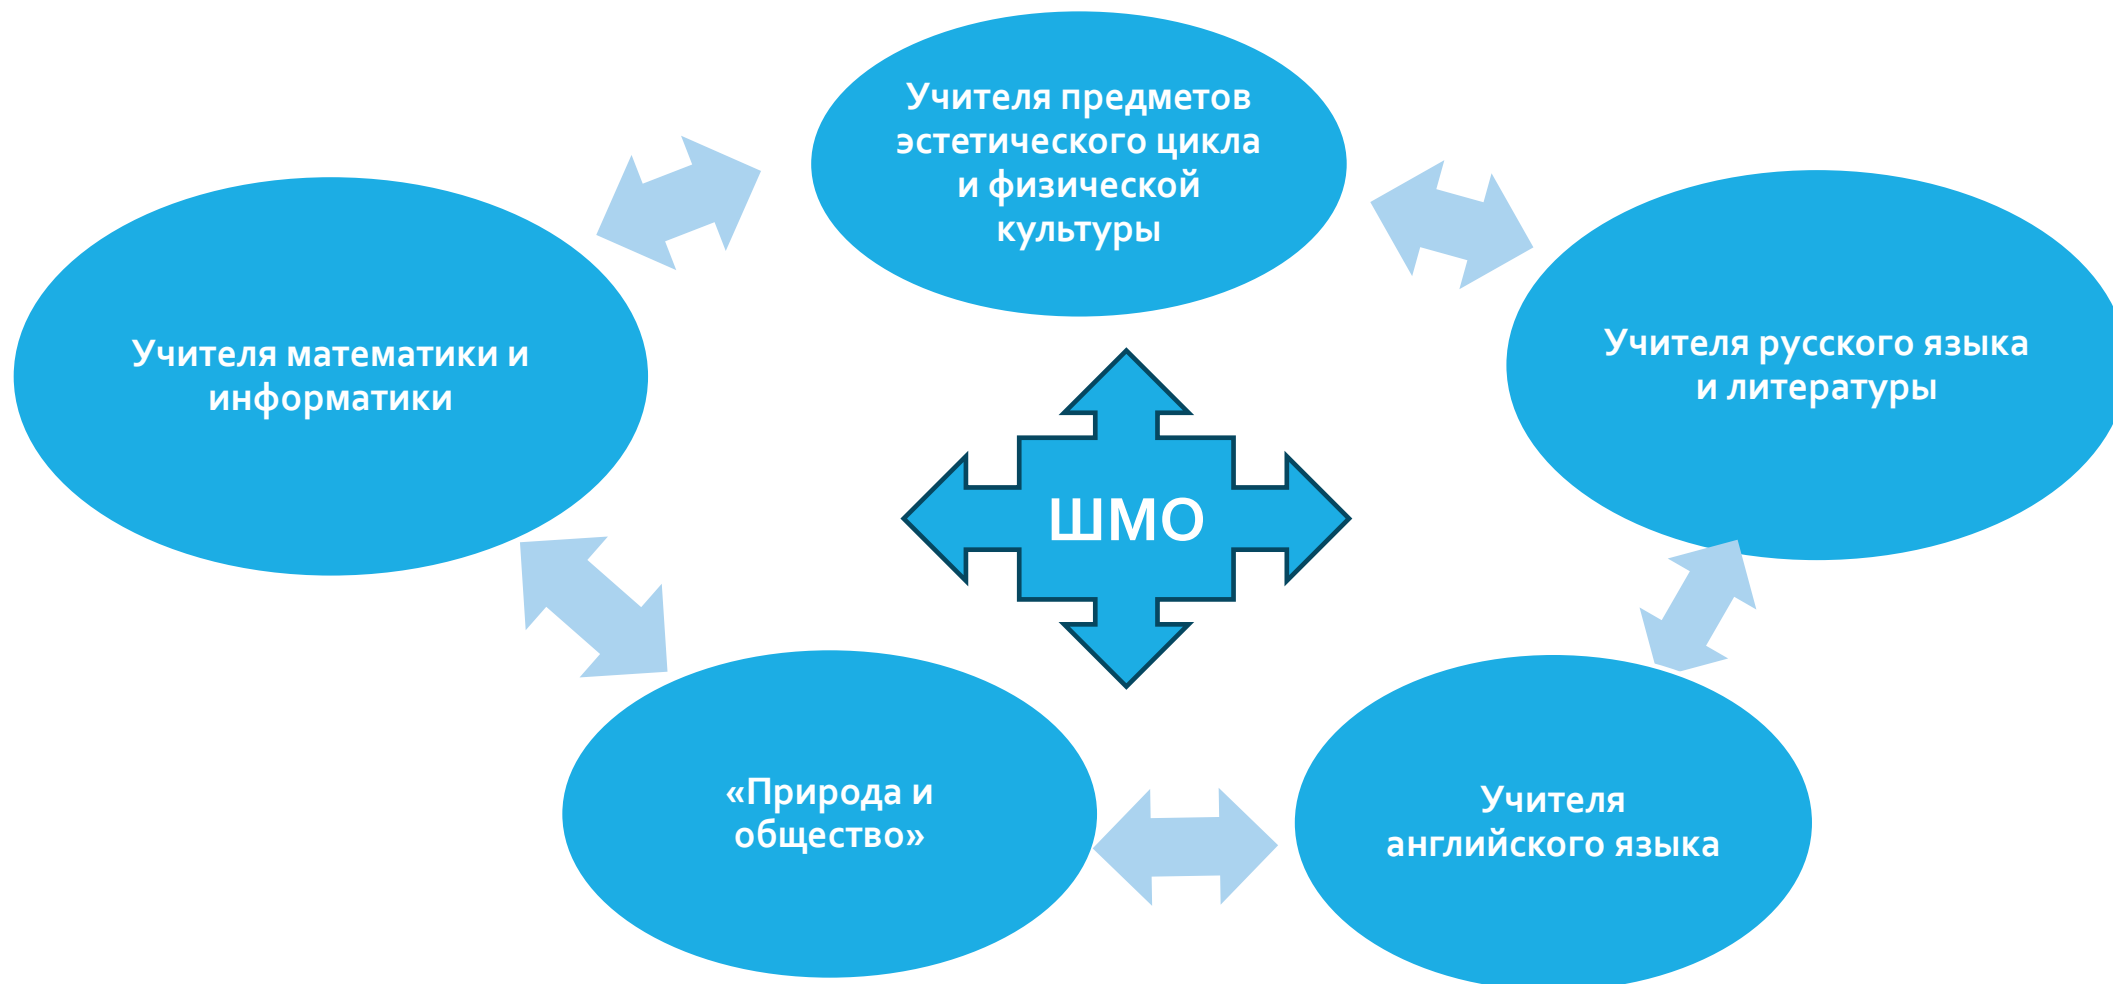 Учителя предметов
эстетического цикла
и физической
культуры
Учителя математики и
информатики
Учителя русского языка
и литературы
ШМО
«Природа и
общество»
Учителя
английского языка